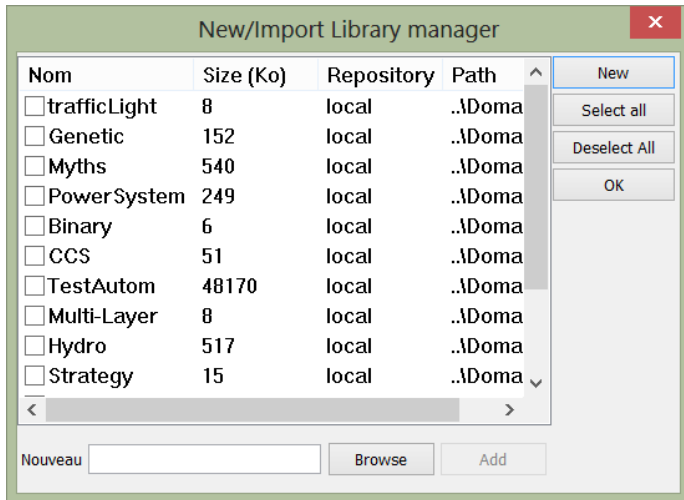 New/Import Library manager
Nom Size (Ko) Repository Path
trafficLight 8 local ..\Doma
Genetic 152 local ..\Doma
Myths 540 local ..\Doma
PowerSystem 249 local ..\Doma
Binary 6 local ..\Doma
CCS 51 local ..\Doma
TestAutom 48170 local ..\Doma
Multi-Layer 8 local ..\Doma
Hydro 517 local ..\Doma
Strategy 15 local ..\Doma
New
Select all
Deselect All
OK
Nouveau Browse Add